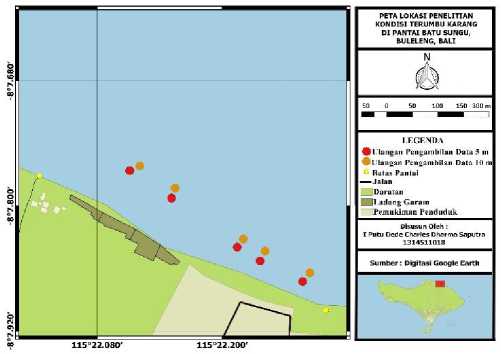 PETA LOKASI PENELITIAN
KONDISI TERUMBU KARANG
DI PANTAI BATU SUNGU,
BULELENG, BALI
N
50 0 50 100 150 200 m
LEGENDA
Ulangan Pengambilan Data 5 m
Ulangan Pengambilan Data 10 m
Batas Pantai
Jalan
Daratan
Ladang Garam
Pemukiman Penduduk
Disusun Oleh :
I Putu Dede Charles Dharma Saputra
1314511018
Sumber : Digitasi Google Earth
-8°7.680'
-8°7.800'
-8°7.920'
115°22.080'
115°22.200'